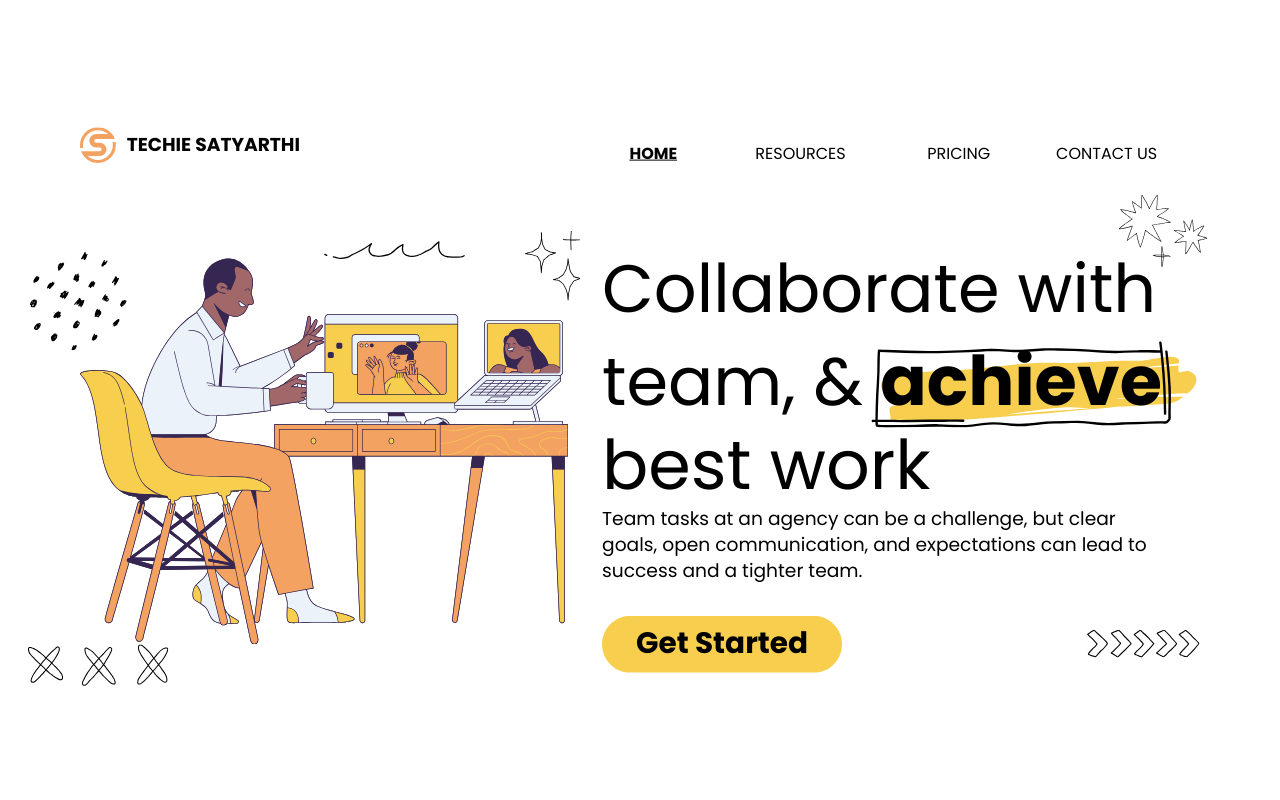 TECHIE SATYARTHI
HOME RESOURCES PRICING CONTACT US
Collaborate with
team, & achieve
best work
Team tasks at an agency can be a challenge, but clear
goals, open communication, and expectations can lead to
success and a tighter team.
Get Started